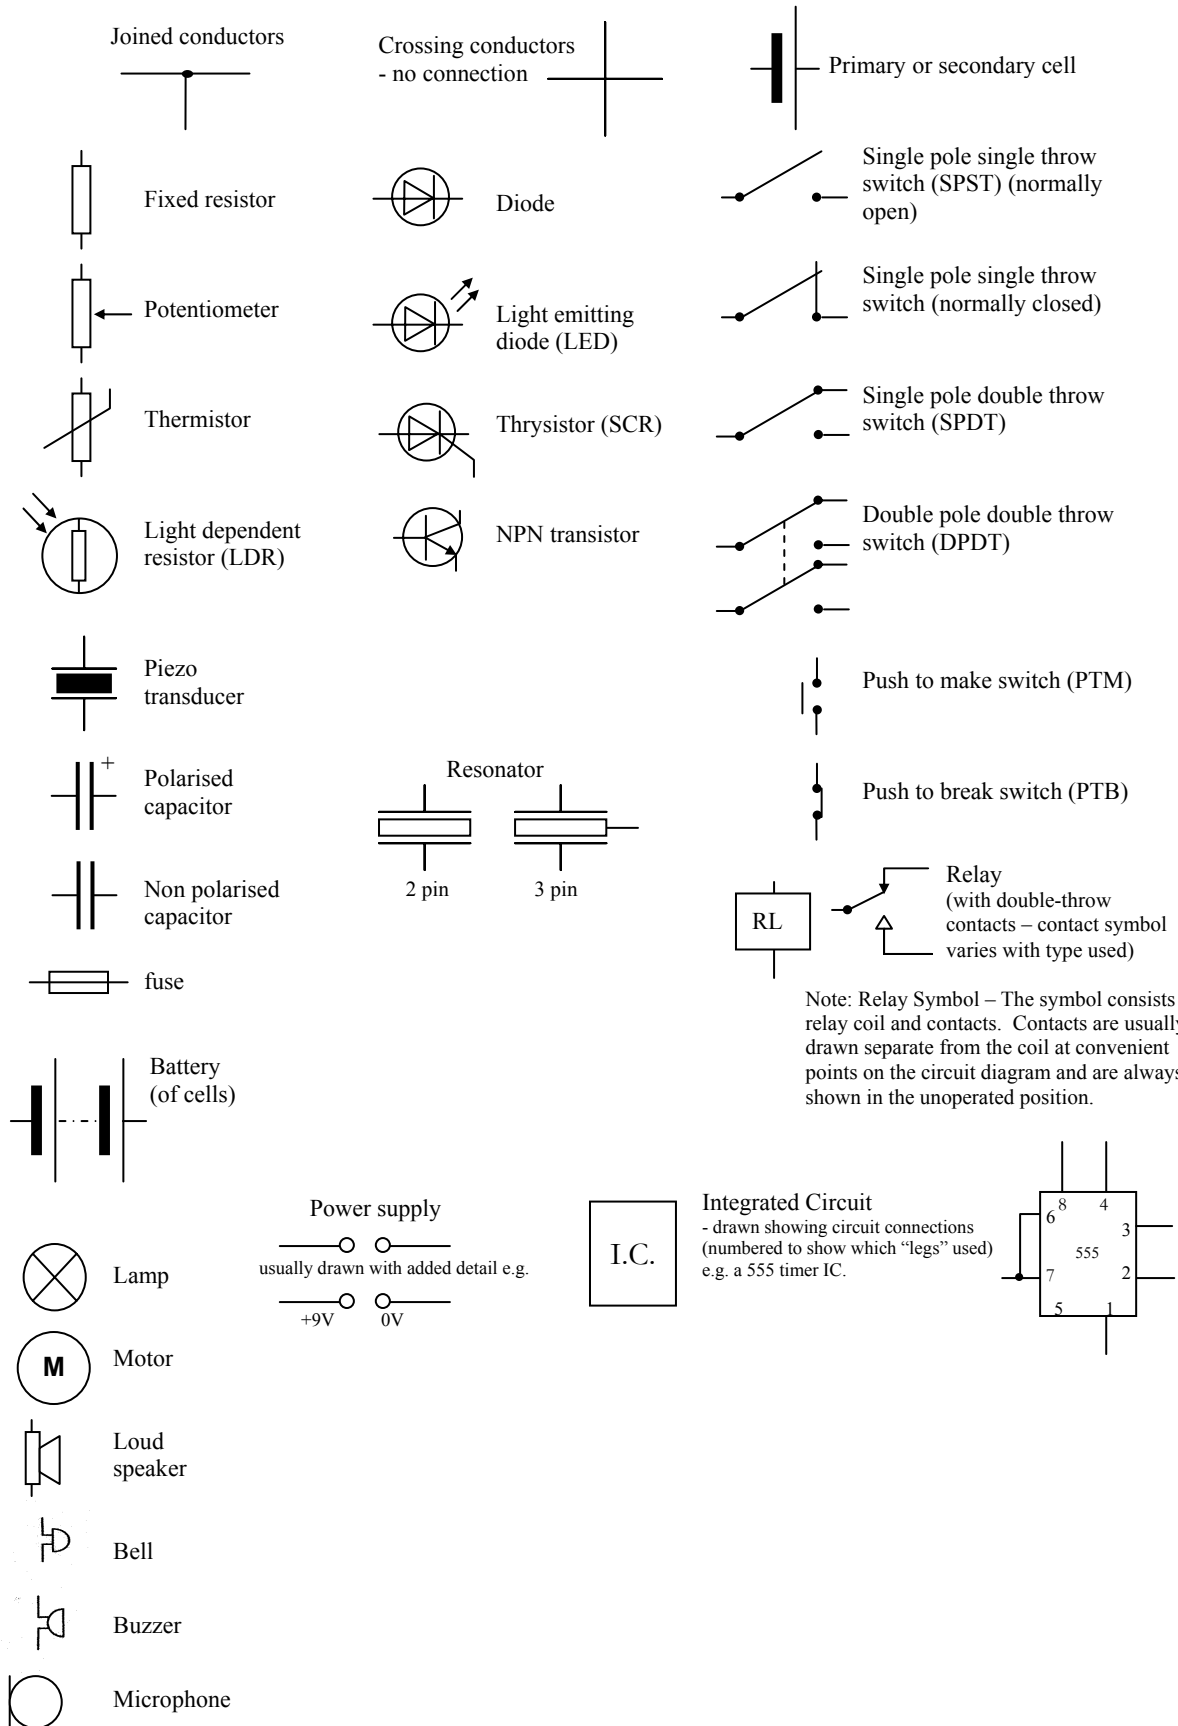 Joined conductors
Crossing conductors
- no connection
Primary or secondary cell
Fixed resistor
Diode
Single pole single throw
switch (SPST) (normally
open)
Potentiometer
Light emitting
diode (LED)
Single pole single throw
switch (normally closed)
Thermistor
Thrysistor (SCR)
Single pole double throw
switch (SPDT)
Light dependent
resistor (LDR)
NPN transistor
Double pole double throw
switch (DPDT)
Piezo
transducer
Push to make switch (PTM)
+
Polarised
capacitor
Resonator
2 pin
3 pin
Push to break switch (PTB)
Non polarised
capacitor
RL
Relay
(with double-throw
contacts – contact symbol
varies with type used)
fuse
Note: Relay Symbol – The symbol consists
relay coil and contacts. Contacts are usually
drawn separate from the coil at convenient
points on the circuit diagram and are always
shown in the unoperated position.
Battery
(of cells)
Power supply
usually drawn with added detail e.g.
+9V
0V
I.C.
Integrated Circuit
- drawn showing circuit connections
(numbered to show which “legs” used)
e.g. a 555 timer IC.
8
4
6
3
555
7
2
5
1
Lamp
M
Motor
Loud
speaker
Bell
Buzzer
Microphone